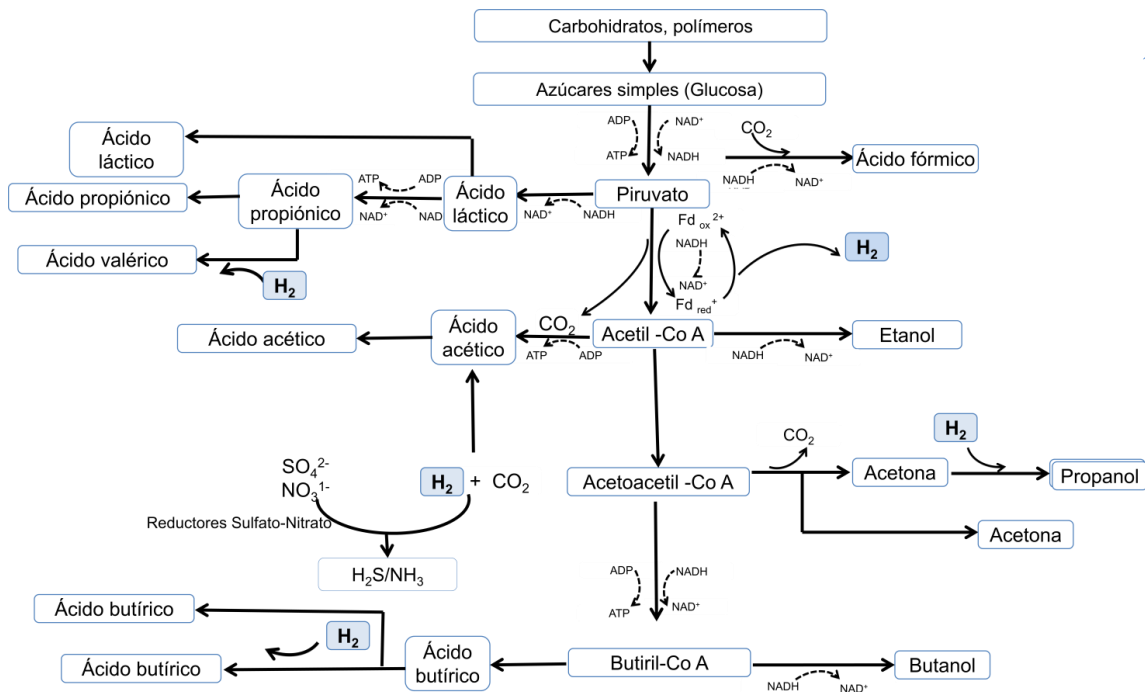 Carbohidratos, polímeros
Azúcares simples (Glucosa)
ADP
NAD⁺
ATP
NADH
CO₂
NADH
NAD⁺
Ácido fórmico
Ácido
láctico
Ácido propiónico
Ácido
propiónico
ATP
ADP
NAD⁺
NAD
Ácido
láctico
NAD⁺
NADH
Piruvato
Ácido valérico
H₂
Fd ox ²⁺
NADH
NAD⁺
Fd red⁺
H₂
Ácido acético
Ácido
acético
CO₂
ATP
ADP
Acetil -Co A
NADH
NAD⁺
Etanol
SO₄²⁻
NO₃¹⁻
H₂ + CO₂
Reductores Sulfato-Nitrato
H₂S/NH₃
Acetoacetil -Co A
CO₂
Acetona
H₂
Propanol
Acetona
ADP
NADH
ATP
NAD⁺
Ácido butírico
H₂
Ácido butírico
Ácido
butírico
Butiril-Co A
NADH
NAD⁺
Butanol